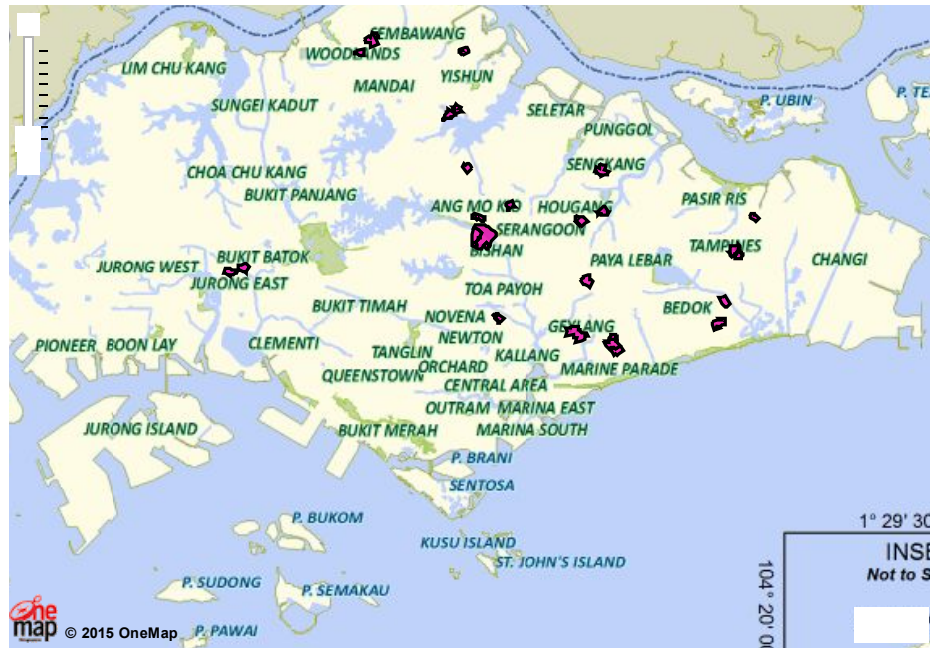 SEMBAWANG
WOODLANDS
LIM CHU KANG
YISHUN
MANDAI
SUNGEI KADUT
SELETAR
P. UBIN
PUNGGOL
SENGKANG
CHOA CHU KANG
BUKIT PANJANG
PASIR RIS
ANG MO KIO
HOUGANG
SERANGOON
BISHAN
TAMPINES
PAYA LEBAR
CHANGI
BUKIT BATOK
JURONG WEST
JURONG EAST
TOA PAYOH
BUKIT TIMAH
NOVENA
BEDOK
GEYLANG
NEWTON
PIONEER
BOON LAY
CLEMENTI
TANGLIN
KALLANG
ORCHARD
MARINE PARADE
QUEENSTOWN
CENTRAL AREA
OUTRAM
MARINA EAST
JURONG ISLAND
BUKIT MERAH
MARINA SOUTH
P. BRANI
SENTOSA
P. BUKOM
KUSU ISLAND
ST. JOHN'S ISLAND
P. SUDONG
P. SEMAKAU
P. PAWAI
1° 29' 30
INSE
Not to S
104° 20' 00
One
map © 2015 OneMap